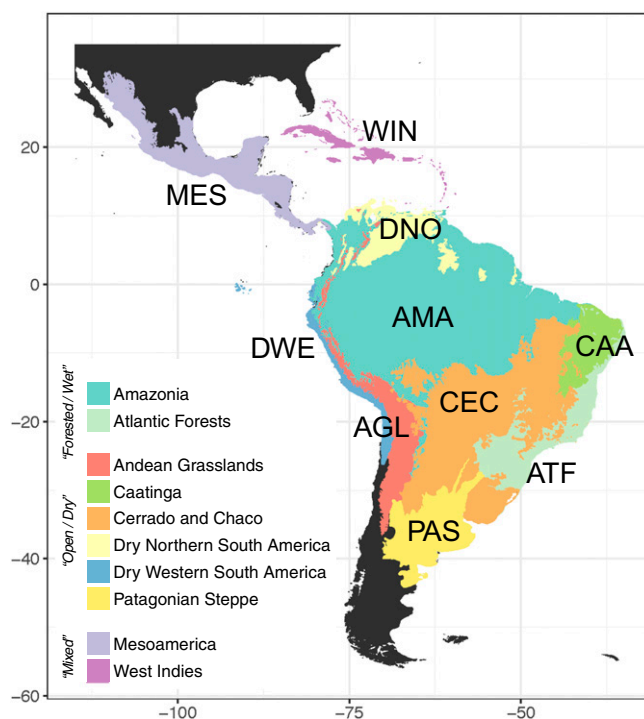 WIN
MES
DNO
AMA
DWE
CAA
CEC
AGL
ATF
PAS
20
0
−20
−40
−60
−100
−75
−50
"Forested / Wet"
Amazonia
Atlantic Forests
"Open / Dry"
Andean Grasslands
Caatinga
Cerrado and Chaco
Dry Northern South America
Dry Western South America
Patagonian Steppe
"Mixed"
Mesoamerica
West Indies